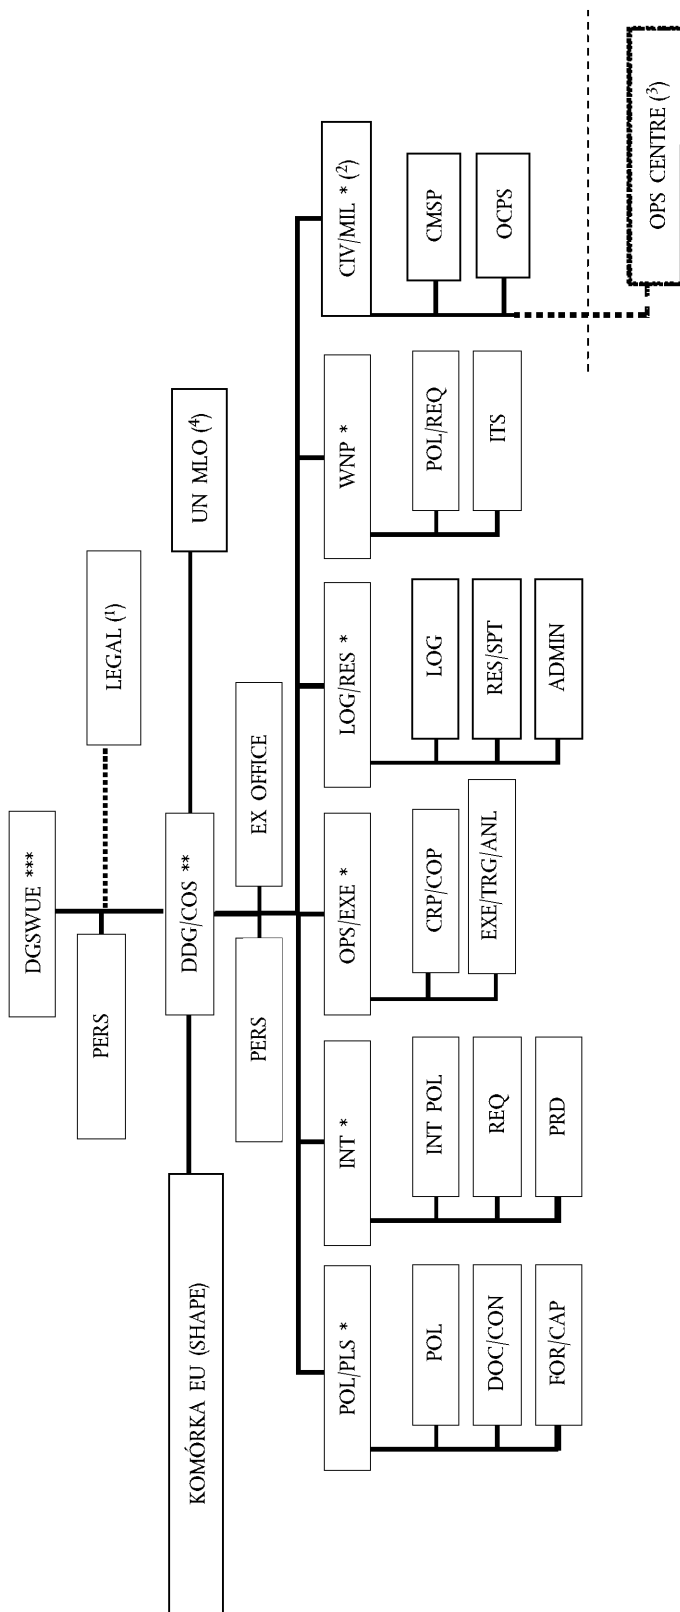 DGSWUE ***
PERS
LEGAL (¹)
KOMÓRKA EU (SHAPE)
DDG/COS **
UN MLO (⁴)
PERS
EX OFFICE
POL/PLS *
INT *
OPS/EXE *
LOG/RES *
WNP *
CIV/MIL * (²)
POL
DOC/CON
FOR/CAP
INT POL
REQ
PRD
CRP/COP
EXE/TRG/ANL
LOG
RES/SPT
ADMIN
POL/REQ
ITS
CMSP
OCPS
OPS CENTRE (³)